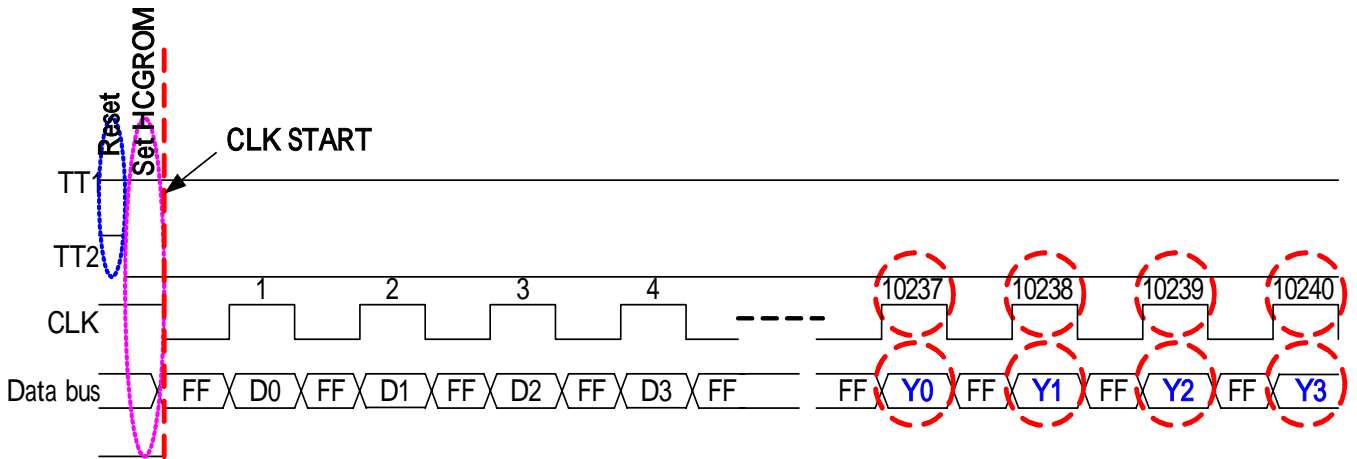 Reset
Set HCGROM
CLK START
TT1
TT2
1 2 3 4 10237 10238 10239 10240
CLK
Data bus FF D0 FF D1 FF D2 FF D3 FF FF Y0 FF Y1 FF Y2 FF Y3